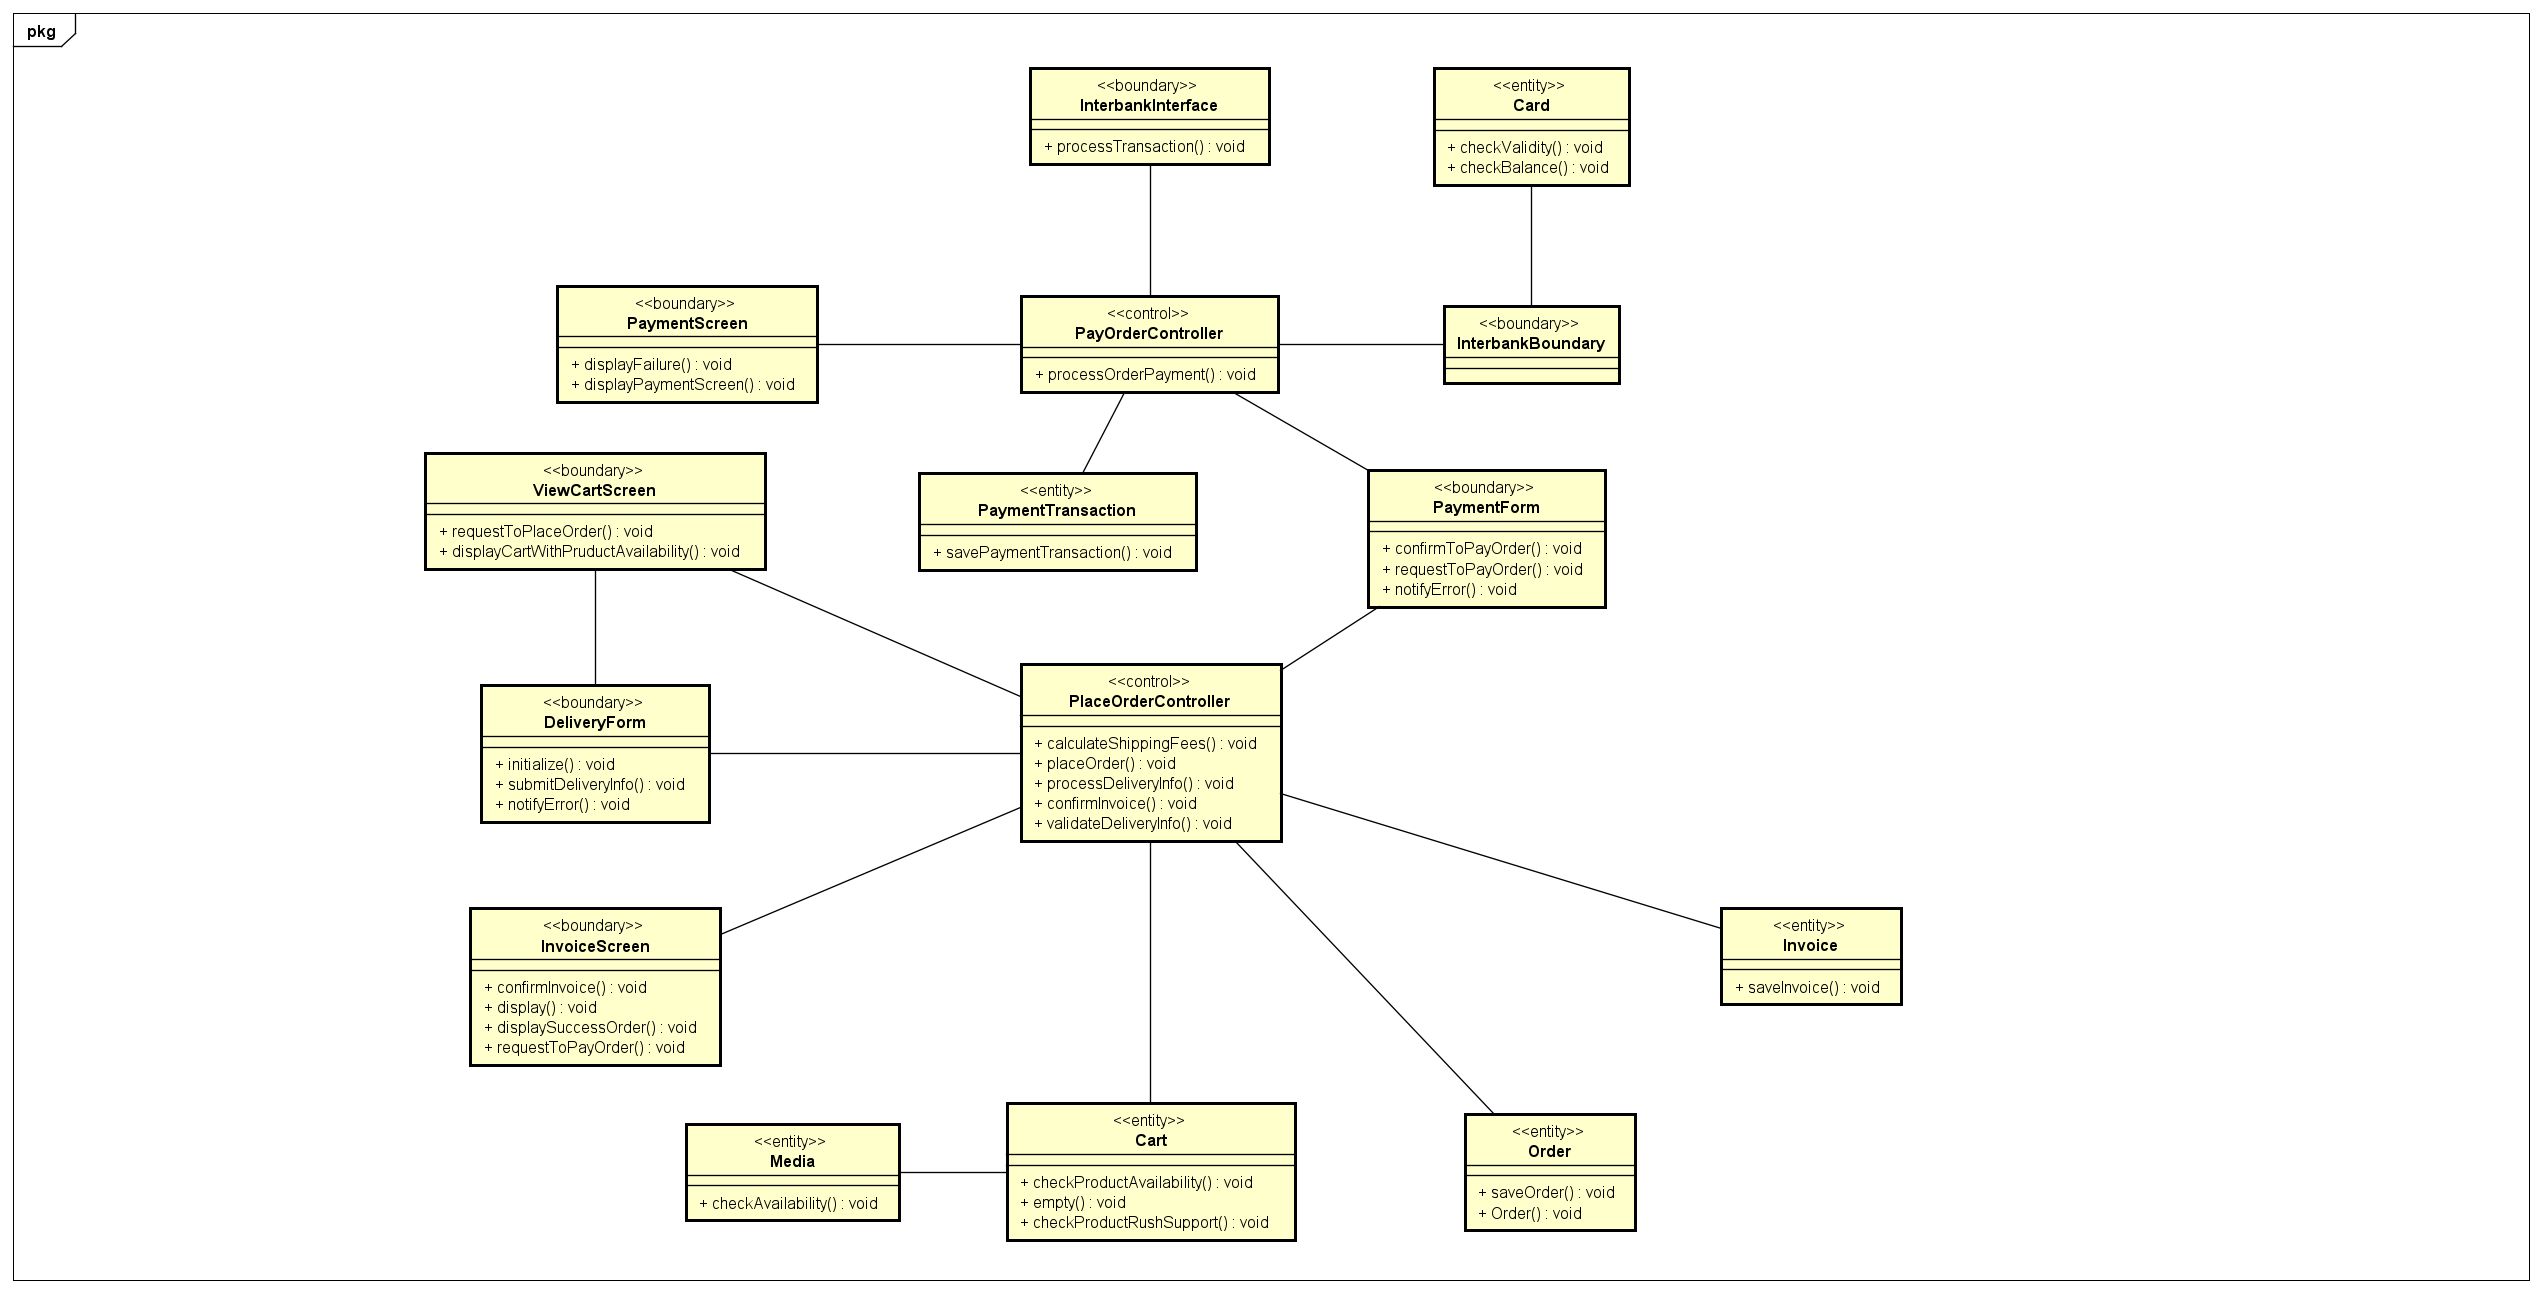 pkg
<<boundary>>
InterbankInterface
+ processTransaction() : void
<<entity>>
Card
+ checkValidity() : void
+ checkBalance() : void
<<boundary>>
PaymentScreen
+ displayFailure() : void
+ displayPaymentScreen() : void
<<control>>
PayOrderController
+ processOrderPayment() : void
<<boundary>>
InterbankBoundary
<<boundary>>
ViewCartScreen
+ requestToPlaceOrder() : void
+ displayCartWithPruductAvailability() : void
<<entity>>
PaymentTransaction
+ savePaymentTransaction() : void
<<boundary>>
PaymentForm
+ confirmToPayOrder() : void
+ requestToPayOrder() : void
+ notifyError() : void
<<boundary>>
DeliveryForm
+ initialize() : void
+ submitDeliveryInfo() : void
+ notifyError() : void
<<control>>
PlaceOrderController
+ calculateShippingFees() : void
+ placeOrder() : void
+ processDeliveryInfo() : void
+ confirmInvoice() : void
+ validateDeliveryInfo() : void
<<boundary>>
InvoiceScreen
+ confirmInvoice() : void
+ display() : void
+ displaySuccessOrder() : void
+ requestToPayOrder() : void
<<entity>>
Invoice
+ saveInvoice() : void
<<entity>>
Media
+ checkAvailability() : void
<<entity>>
Cart
+ checkProductAvailability() : void
+ empty() : void
+ checkProductRushSupport() : void
<<entity>>
Order
+ saveOrder() : void
+ Order() : void